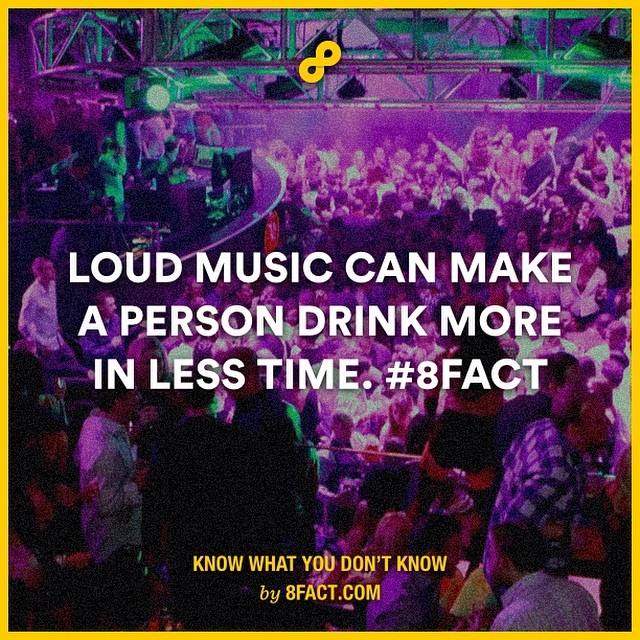 LOUD MUSIC CAN MAKE
A PERSON DRINK MORE
IN LESS TIME. #8FACT
KNOW WHAT YOU DON'T KNOW
by 8FACT.COM